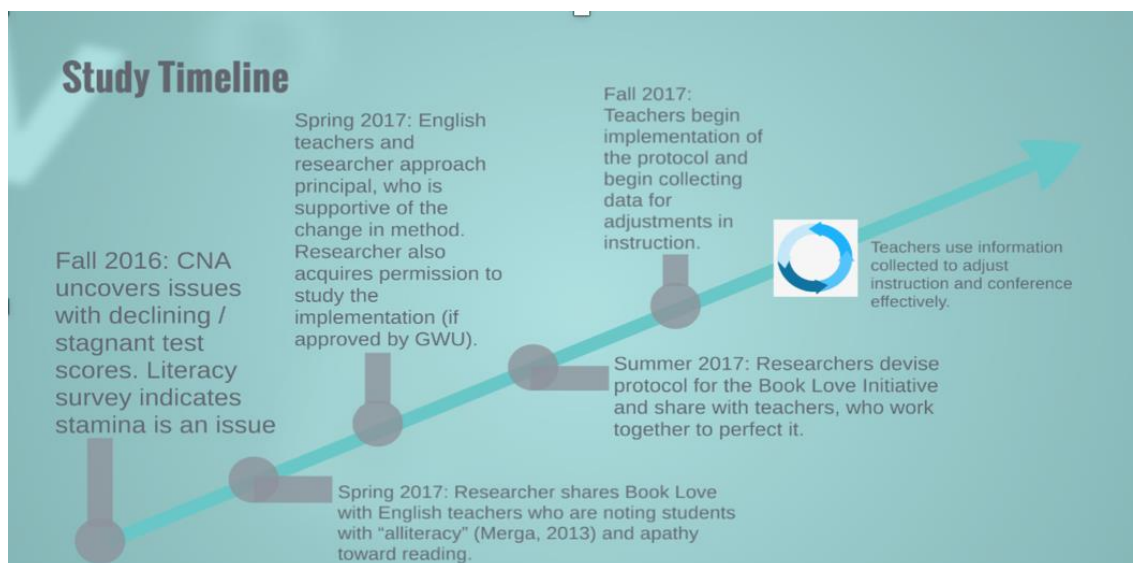 Study Timeline
Fall 2016: CNA
uncovers issues
with declining /
stagnant test
scores. Literacy
survey indicates
stamina is an issue
Spring 2017: Researcher shares Book Love
with English teachers who are noting students
with “alliteracy” (Merga, 2013) and apathy
toward reading.
Spring 2017: English
teachers and
researcher approach
principal, who is
supportive of the
change in method.
Researcher also
acquires permission to
study the
implementation (if
approved by GWU).
Summer 2017: Researchers devise
protocol for the Book Love Initiative
and share with teachers, who work
together to perfect it.
Fall 2017:
Teachers begin
implementation of
the protocol and
begin collecting
data for
adjustments in
instruction.
Teachers use information
collected to adjust
instruction and conference
effectively.